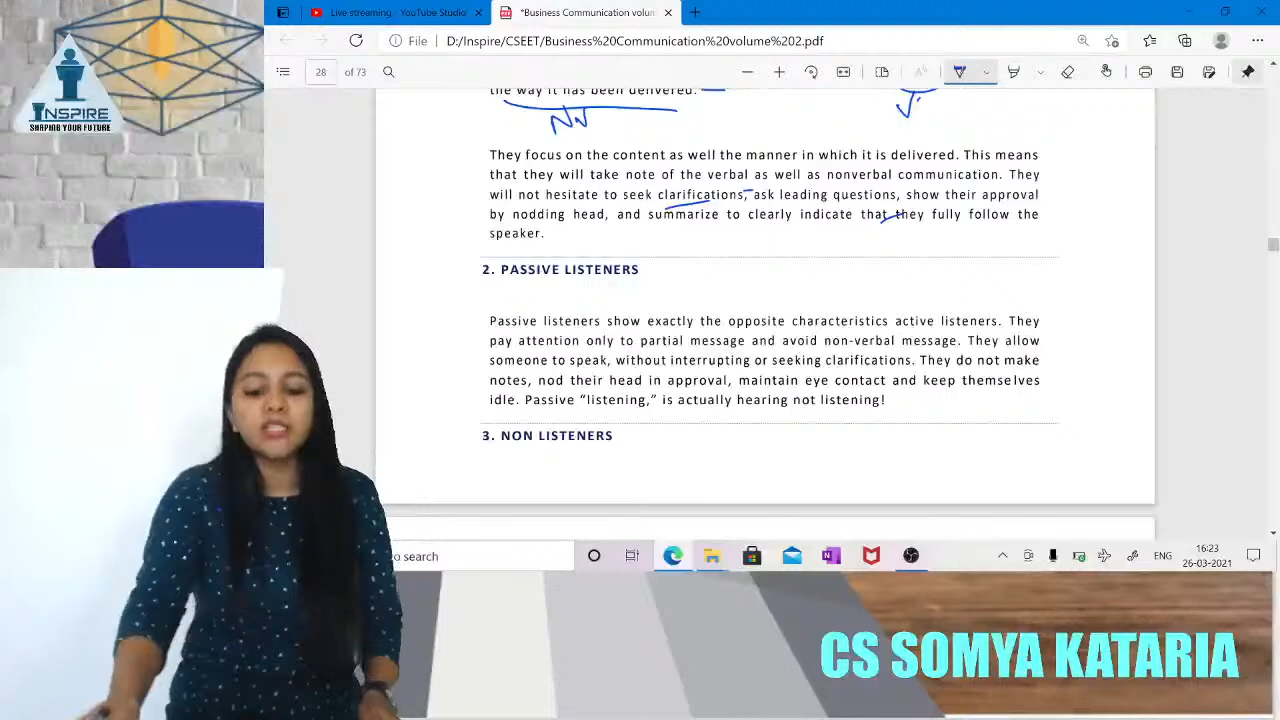 Live streaming - YouTube Studio
*Business Communication volun
File
D:/Inspire/CSEET/Business%20Communication%20volume%202.pdf
28 of 73
INSPIRE
SHAPING YOUR FUTURE
the way it has been delivered.
NV
They focus on the content as well the manner in which it is delivered. This means
that they will take note of the verbal as well as nonverbal communication. They
will not hesitate to seek clarifications, ask leading questions, show their approval
by nodding head, and summarize to clearly indicate that they fully follow the
speaker.
2. PASSIVE LISTENERS
Passive listeners show exactly the opposite characteristics active listeners. They
pay attention only to partial message and avoid non-verbal message. They allow
someone to speak, without interrupting or seeking clarifications. They do not make
notes, nod their head in approval, maintain eye contact and keep themselves
idle. Passive “listening,” is actually hearing not listening!
3. NON LISTENERS
to search
ENG
16:23
26-03-2021
CS SOMYA KATARIA